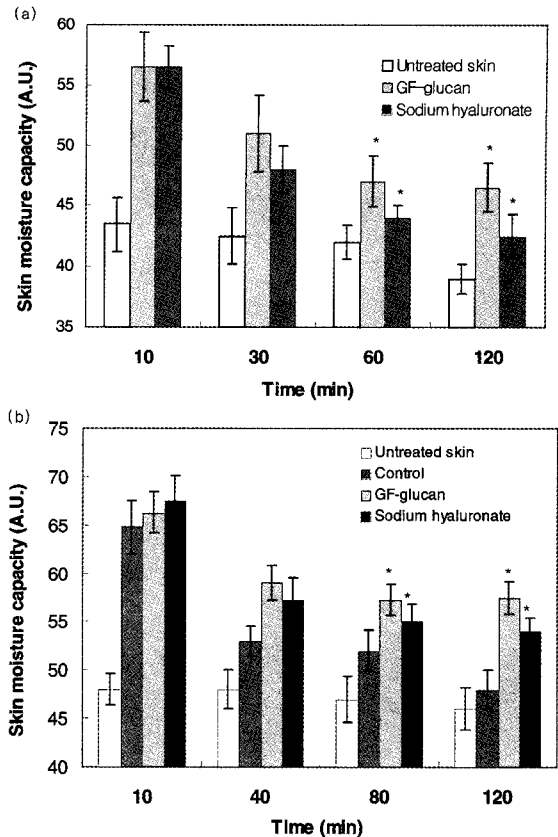 (a)
60
55
50
45
40
35
Skin moisture capacity (A.U.)
Untreated skin
GF-glucan
Sodium hyaluronate
* * * *
10 30 60 120
Time (min)
(b)
75
70
65
60
55
50
45
40
Skin moisture capacity (A.U.)
Untreated skin
Control
GF-glucan
Sodium hyaluronate
* * * *
10 40 80 120
Time (min)